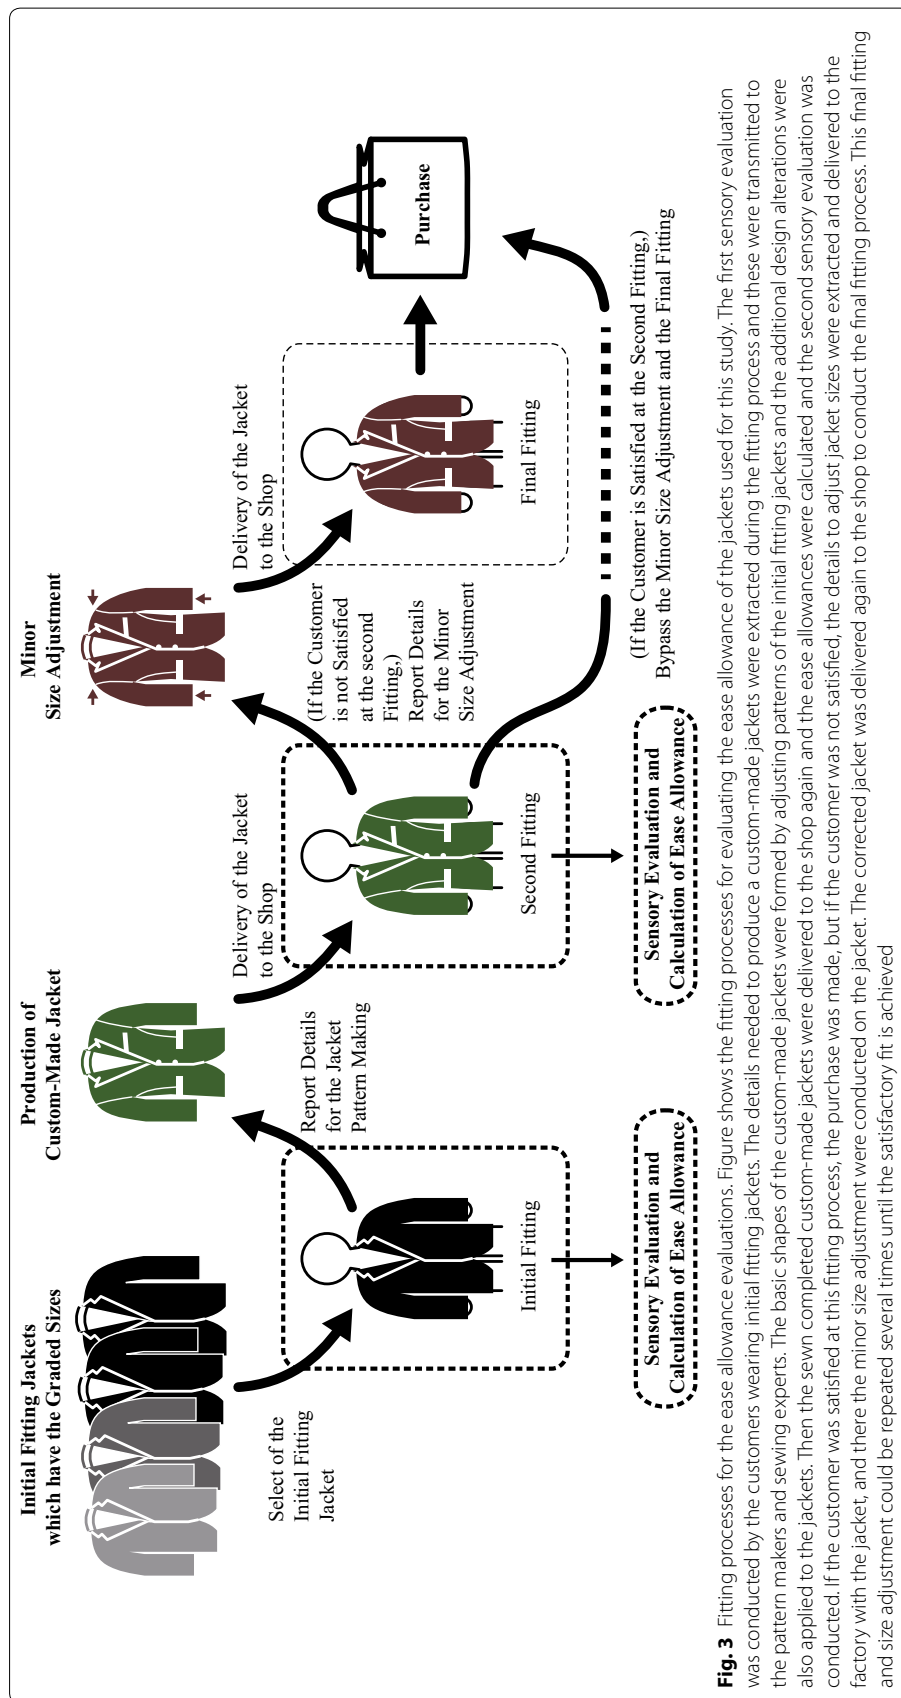 Initial Fitting Jackets
which have the Graded Sizes
Select of the
Initial Fitting
Jacket
Initial Fitting
Sensory Evaluation and
Calculation of Ease Allowance
Report Details
for the Jacket
Pattern Making
Production of
Custom-Made Jacket
Delivery of the Jacket
to the Shop
Second Fitting
Sensory Evaluation and
Calculation of Ease Allowance
(If the Customer
is not Satisfied
at the second
Fitting,)
Report Details
for the Minor
Size Adjustment
Minor
Size Adjustment
Delivery of the Jacket
to the Shop
Final Fitting
(If the Customer is Satisfied at the Second Fitting,)
Bypass the Minor Size Adjustment and the Final Fitting
Purchase
Fig. 3 Fitting processes for the ease allowance evaluations. Figure shows the fitting processes for evaluating the ease allowance of the jackets used for this study. The first sensory evaluation
was conducted by the customers wearing initial fitting jackets. The details needed to produce a custom-made jackets were extracted during the fitting process and these were transmitted to
the pattern makers and sewing experts. The basic shapes of the custom-made jackets were formed by adjusting patterns of the initial fitting jackets and the additional design alterations were
also applied to the jackets. Then the sewn completed custom-made jackets were delivered to the shop again and the ease allowances were calculated and the second sensory evaluation was
conducted. If the customer was satisfied at this fitting process, the purchase was made, but if the customer was not satisfied, the details to adjust jacket sizes were extracted and delivered to the
factory with the jacket, and there the minor size adjustment were conducted on the jacket. The corrected jacket was delivered again to the shop to conduct the final fitting process. This final fitting
and size adjustment could be repeated several times until the satisfactory fit is achieved